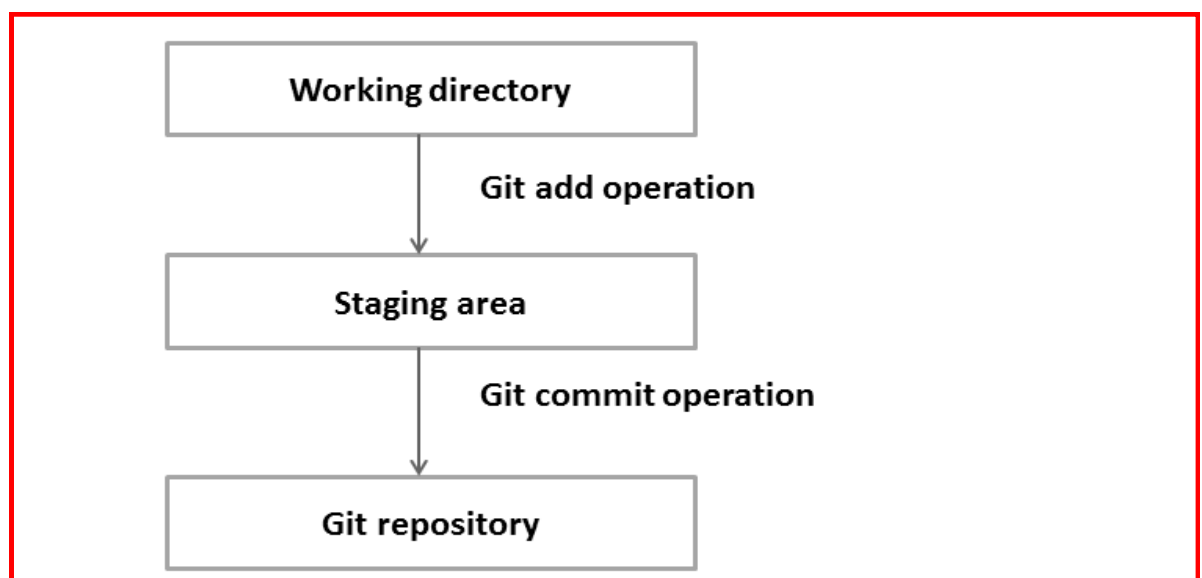 Working directory
Git add operation
Staging area
Git commit operation
Git repository